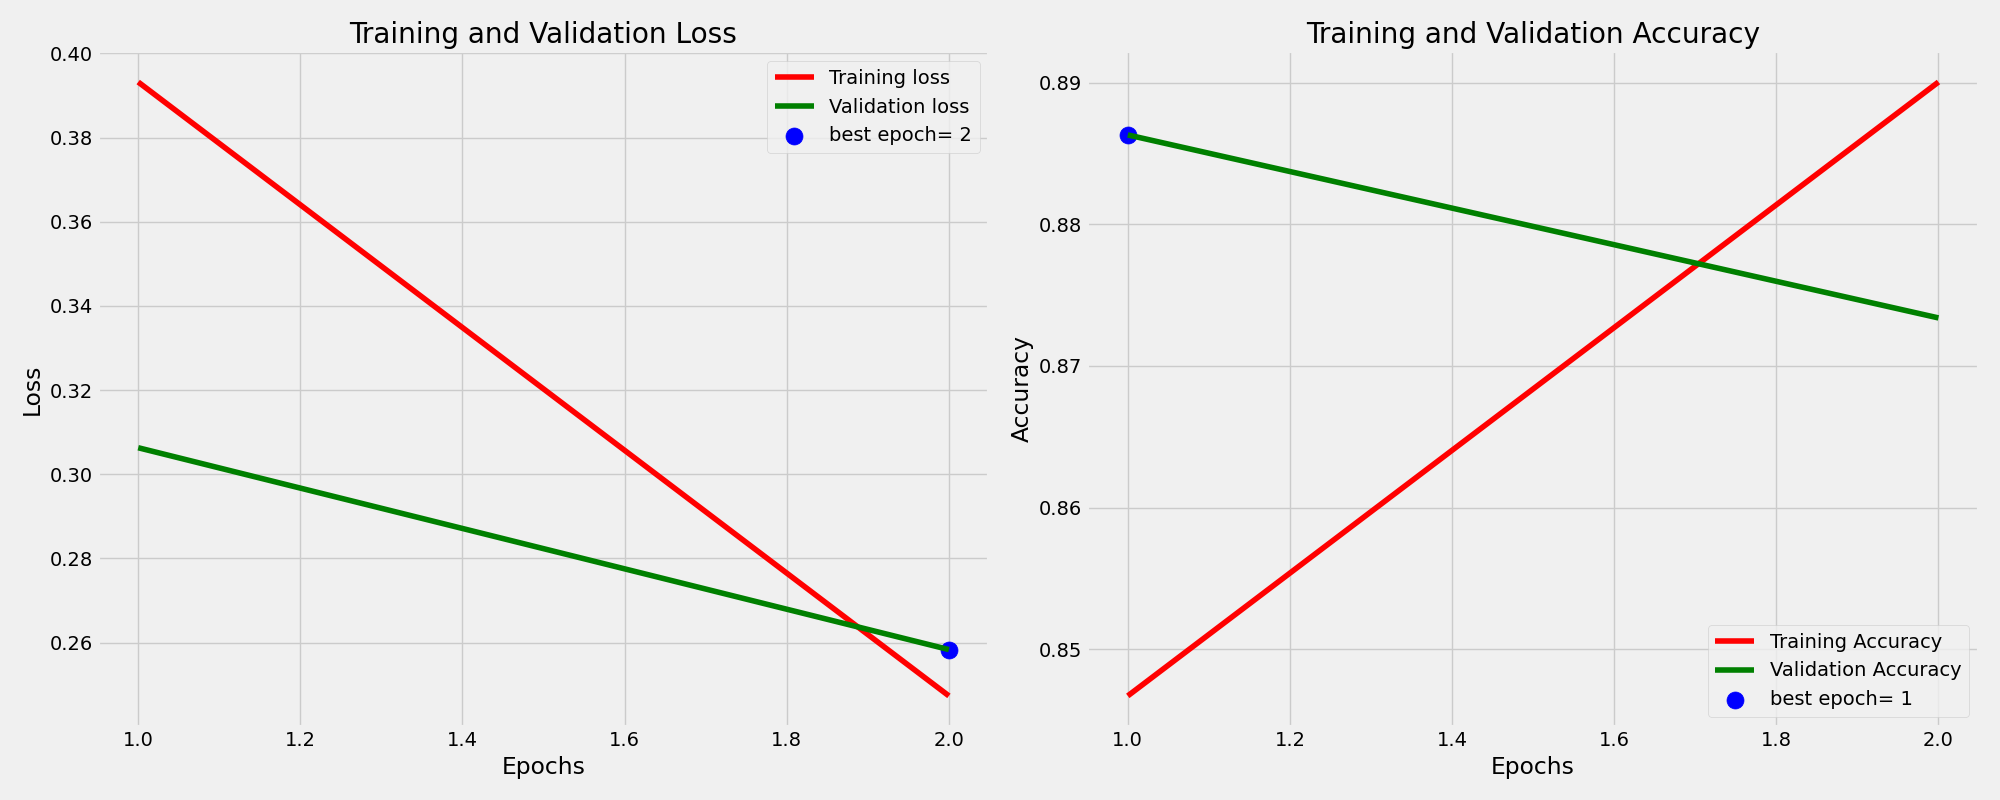 Training and Validation Loss
0.40
0.38
0.36
0.34
0.32
0.30
0.28
0.26
Loss
Training loss
Validation loss
best epoch= 2
1.0 1.2 1.4 1.6 1.8 2.0
Epochs
Training and Validation Accuracy
0.89
0.88
0.87
0.86
0.85
Accuracy
Training Accuracy
Validation Accuracy
best epoch= 1
1.0 1.2 1.4 1.6 1.8 2.0
Epochs